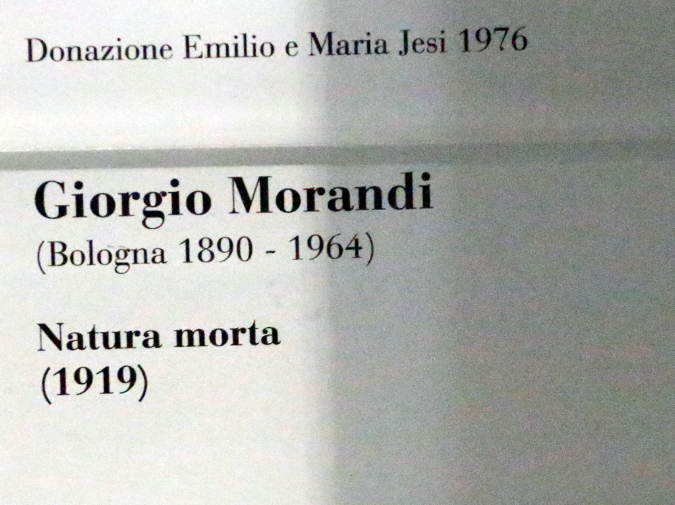 Donazione Emilio e Maria Jesi 1976
Giorgio Morandi
(Bologna 1890 - 1964)
Natura morta
(1919)